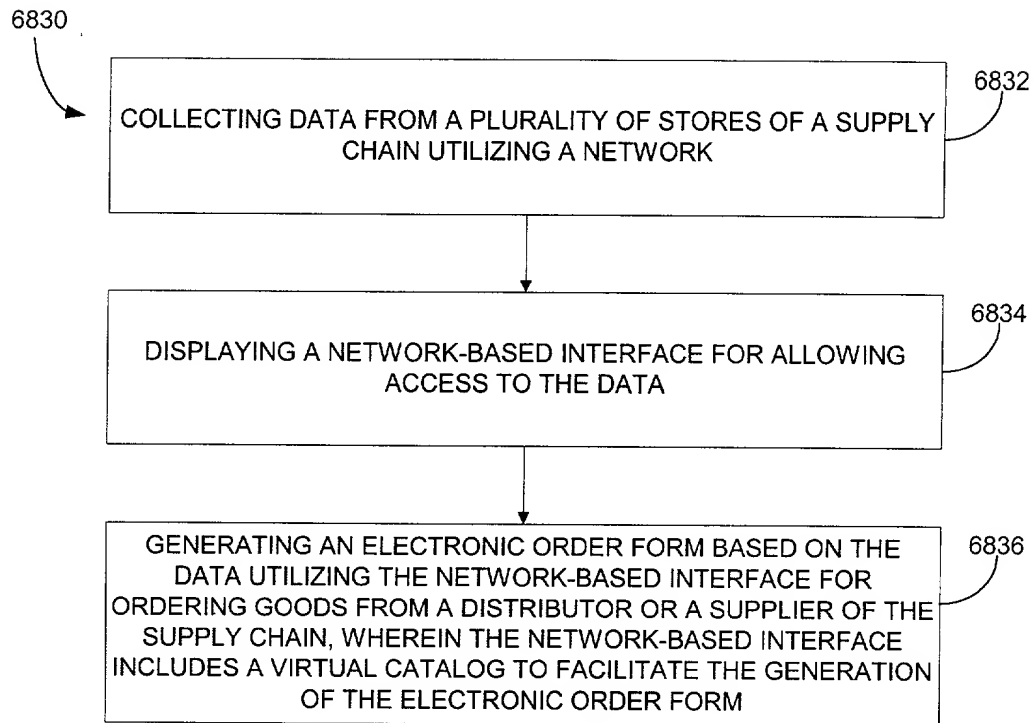 6830
6832
COLLECTING DATA FROM A PLURALITY OF STORES OF A SUPPLY
CHAIN UTILIZING A NETWORK
6834
DISPLAYING A NETWORK-BASED INTERFACE FOR ALLOWING
ACCESS TO THE DATA
6836
GENERATING AN ELECTRONIC ORDER FORM BASED ON THE
DATA UTILIZING THE NETWORK-BASED INTERFACE FOR
ORDERING GOODS FROM A DISTRIBUTOR OR A SUPPLIER OF THE
SUPPLY CHAIN, WHEREIN THE NETWORK-BASED INTERFACE
INCLUDES A VIRTUAL CATALOG TO FACILITATE THE GENERATION
OF THE ELECTRONIC ORDER FORM